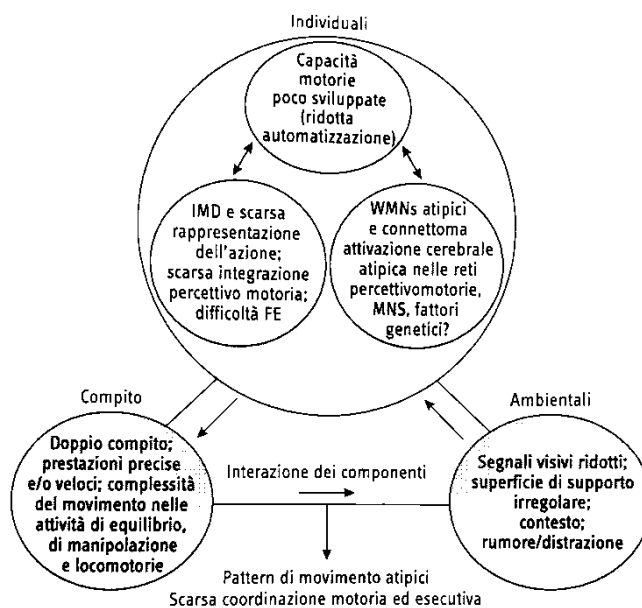 Individuali
Capacità
motorie
poco sviluppate
(ridotta
automatizzazione)
IMD e scarsa
rappresentazione
dell'azione;
scarsa integrazione
percettivo motoria;
difficoltà FE
WMNs atipici
e connettoma
attivazione cerebrale
atipica nelle reti
percettivomotorie,
MNS, fattori
genetici?
Compito
Doppio compito;
prestazioni precise
e/o veloci; complessità
del movimento nelle
attività di equilibrio,
di manipolazione
e locomotorie
Interazione dei componenti
Ambientali
Segnali visivi ridotti;
superficie di supporto
irregolare;
contesto;
rumore/distrazione
Pattern di movimento atipici
Scarsa coordinazione motoria ed esecutiva